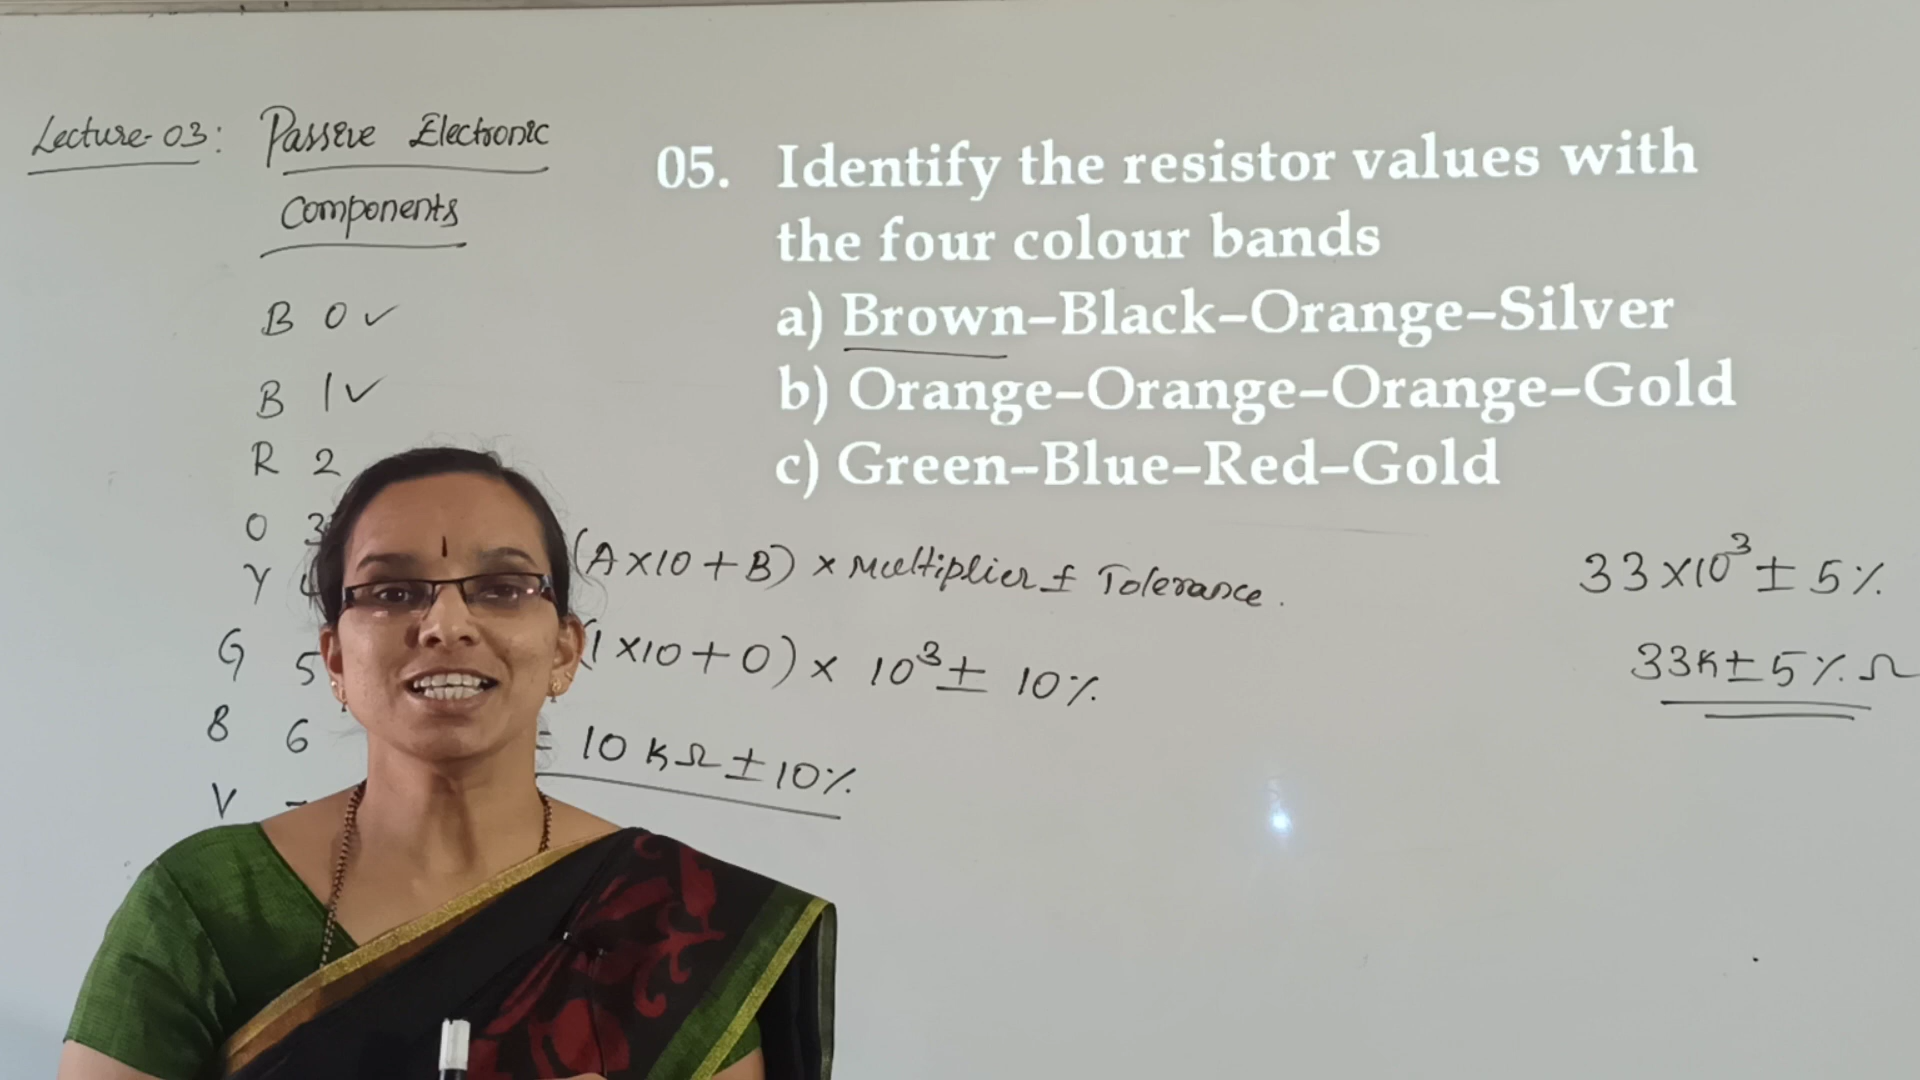 Lecture-03: Passive Electronic
Components
B 0 ✓
B 1 ✓
R 2
O 3
Y 4
G 5
B 6
V
05. Identify the resistor values with
the four colour bands
a) Brown–Black–Orange–Silver
b) Orange–Orange–Orange–Gold
c) Green–Blue–Red–Gold
(A×10+B) × Multiplier ± Tolerance.
(1×10+0) × 10³ ± 10%
= 10 KΩ ± 10%
33×10³ ± 5%
33K ± 5% Ω